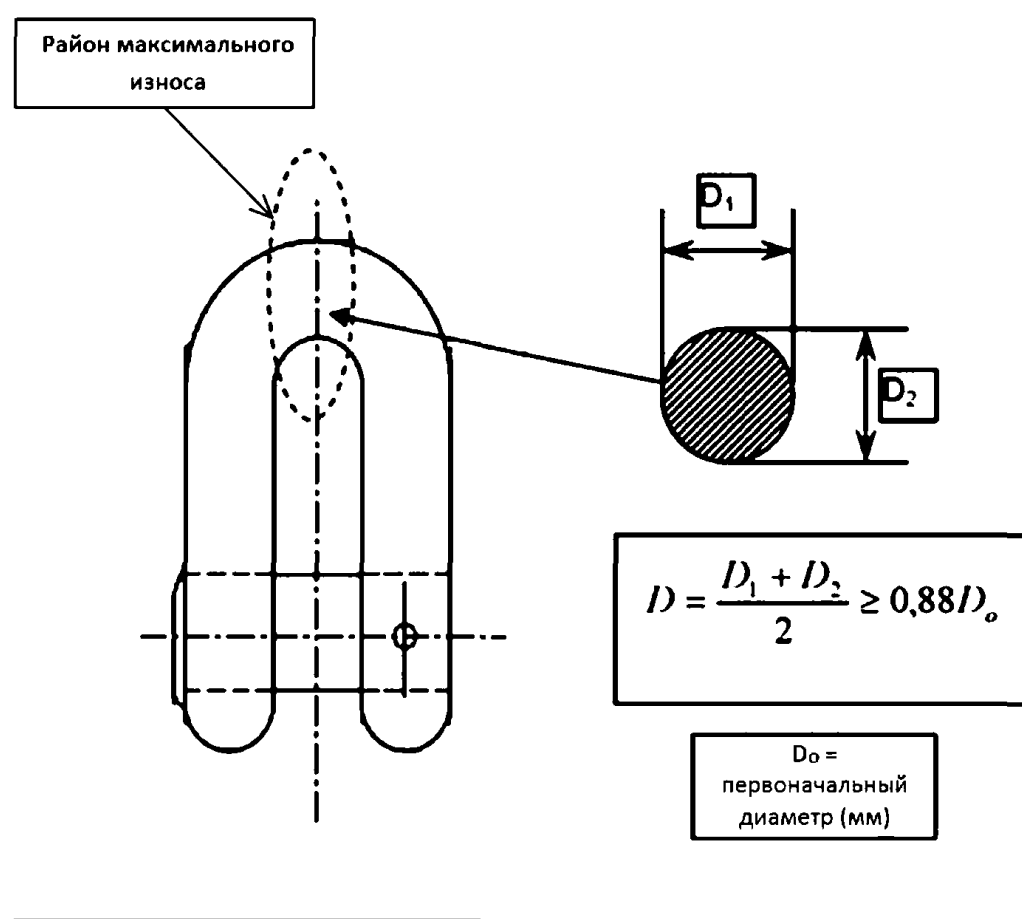 Район максимального
износа
D₁
D₂
D = (D₁ + D₂) / 2 ≥ 0,88Dₒ
Dₒ =
первоначальный
диаметр (мм)